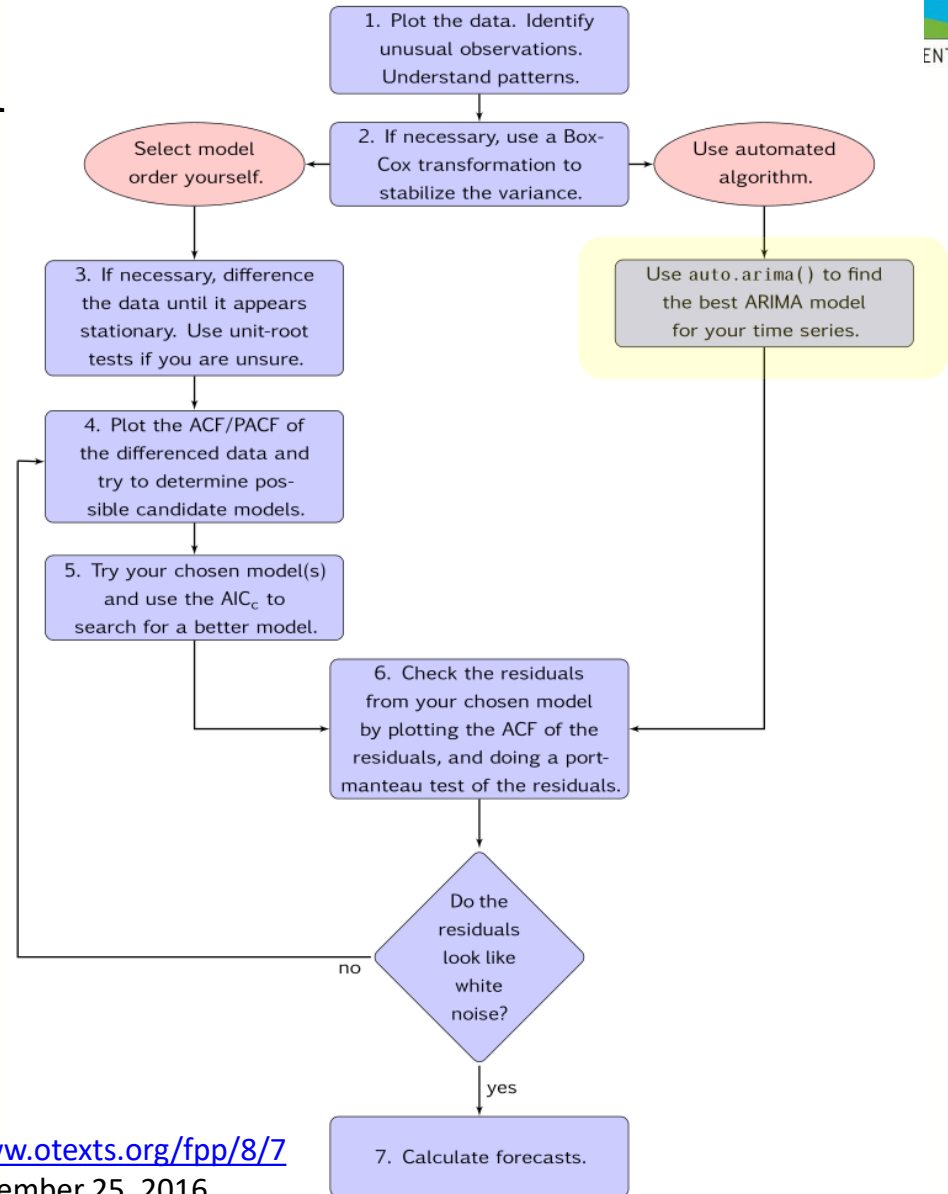 1. Plot the data. Identify
unusual observations.
Understand patterns.
ENT
Select model
order yourself.
2. If necessary, use a Box-
Cox transformation to
stabilize the variance.
Use automated
algorithm.
3. If necessary, difference
the data until it appears
stationary. Use unit-root
tests if you are unsure.
Use auto.arima() to find
the best ARIMA model
for your time series.
4. Plot the ACF/PACF of
the differenced data and
try to determine pos-
sible candidate models.
5. Try your chosen model(s)
and use the AICc to
search for a better model.
6. Check the residuals
from your chosen model
by plotting the ACF of the
residuals, and doing a port-
manteau test of the residuals.
Do the
residuals
look like
white
noise?
no
yes
7. Calculate forecasts.
w.otexts.org/fpp/8/7
ember 25, 2016